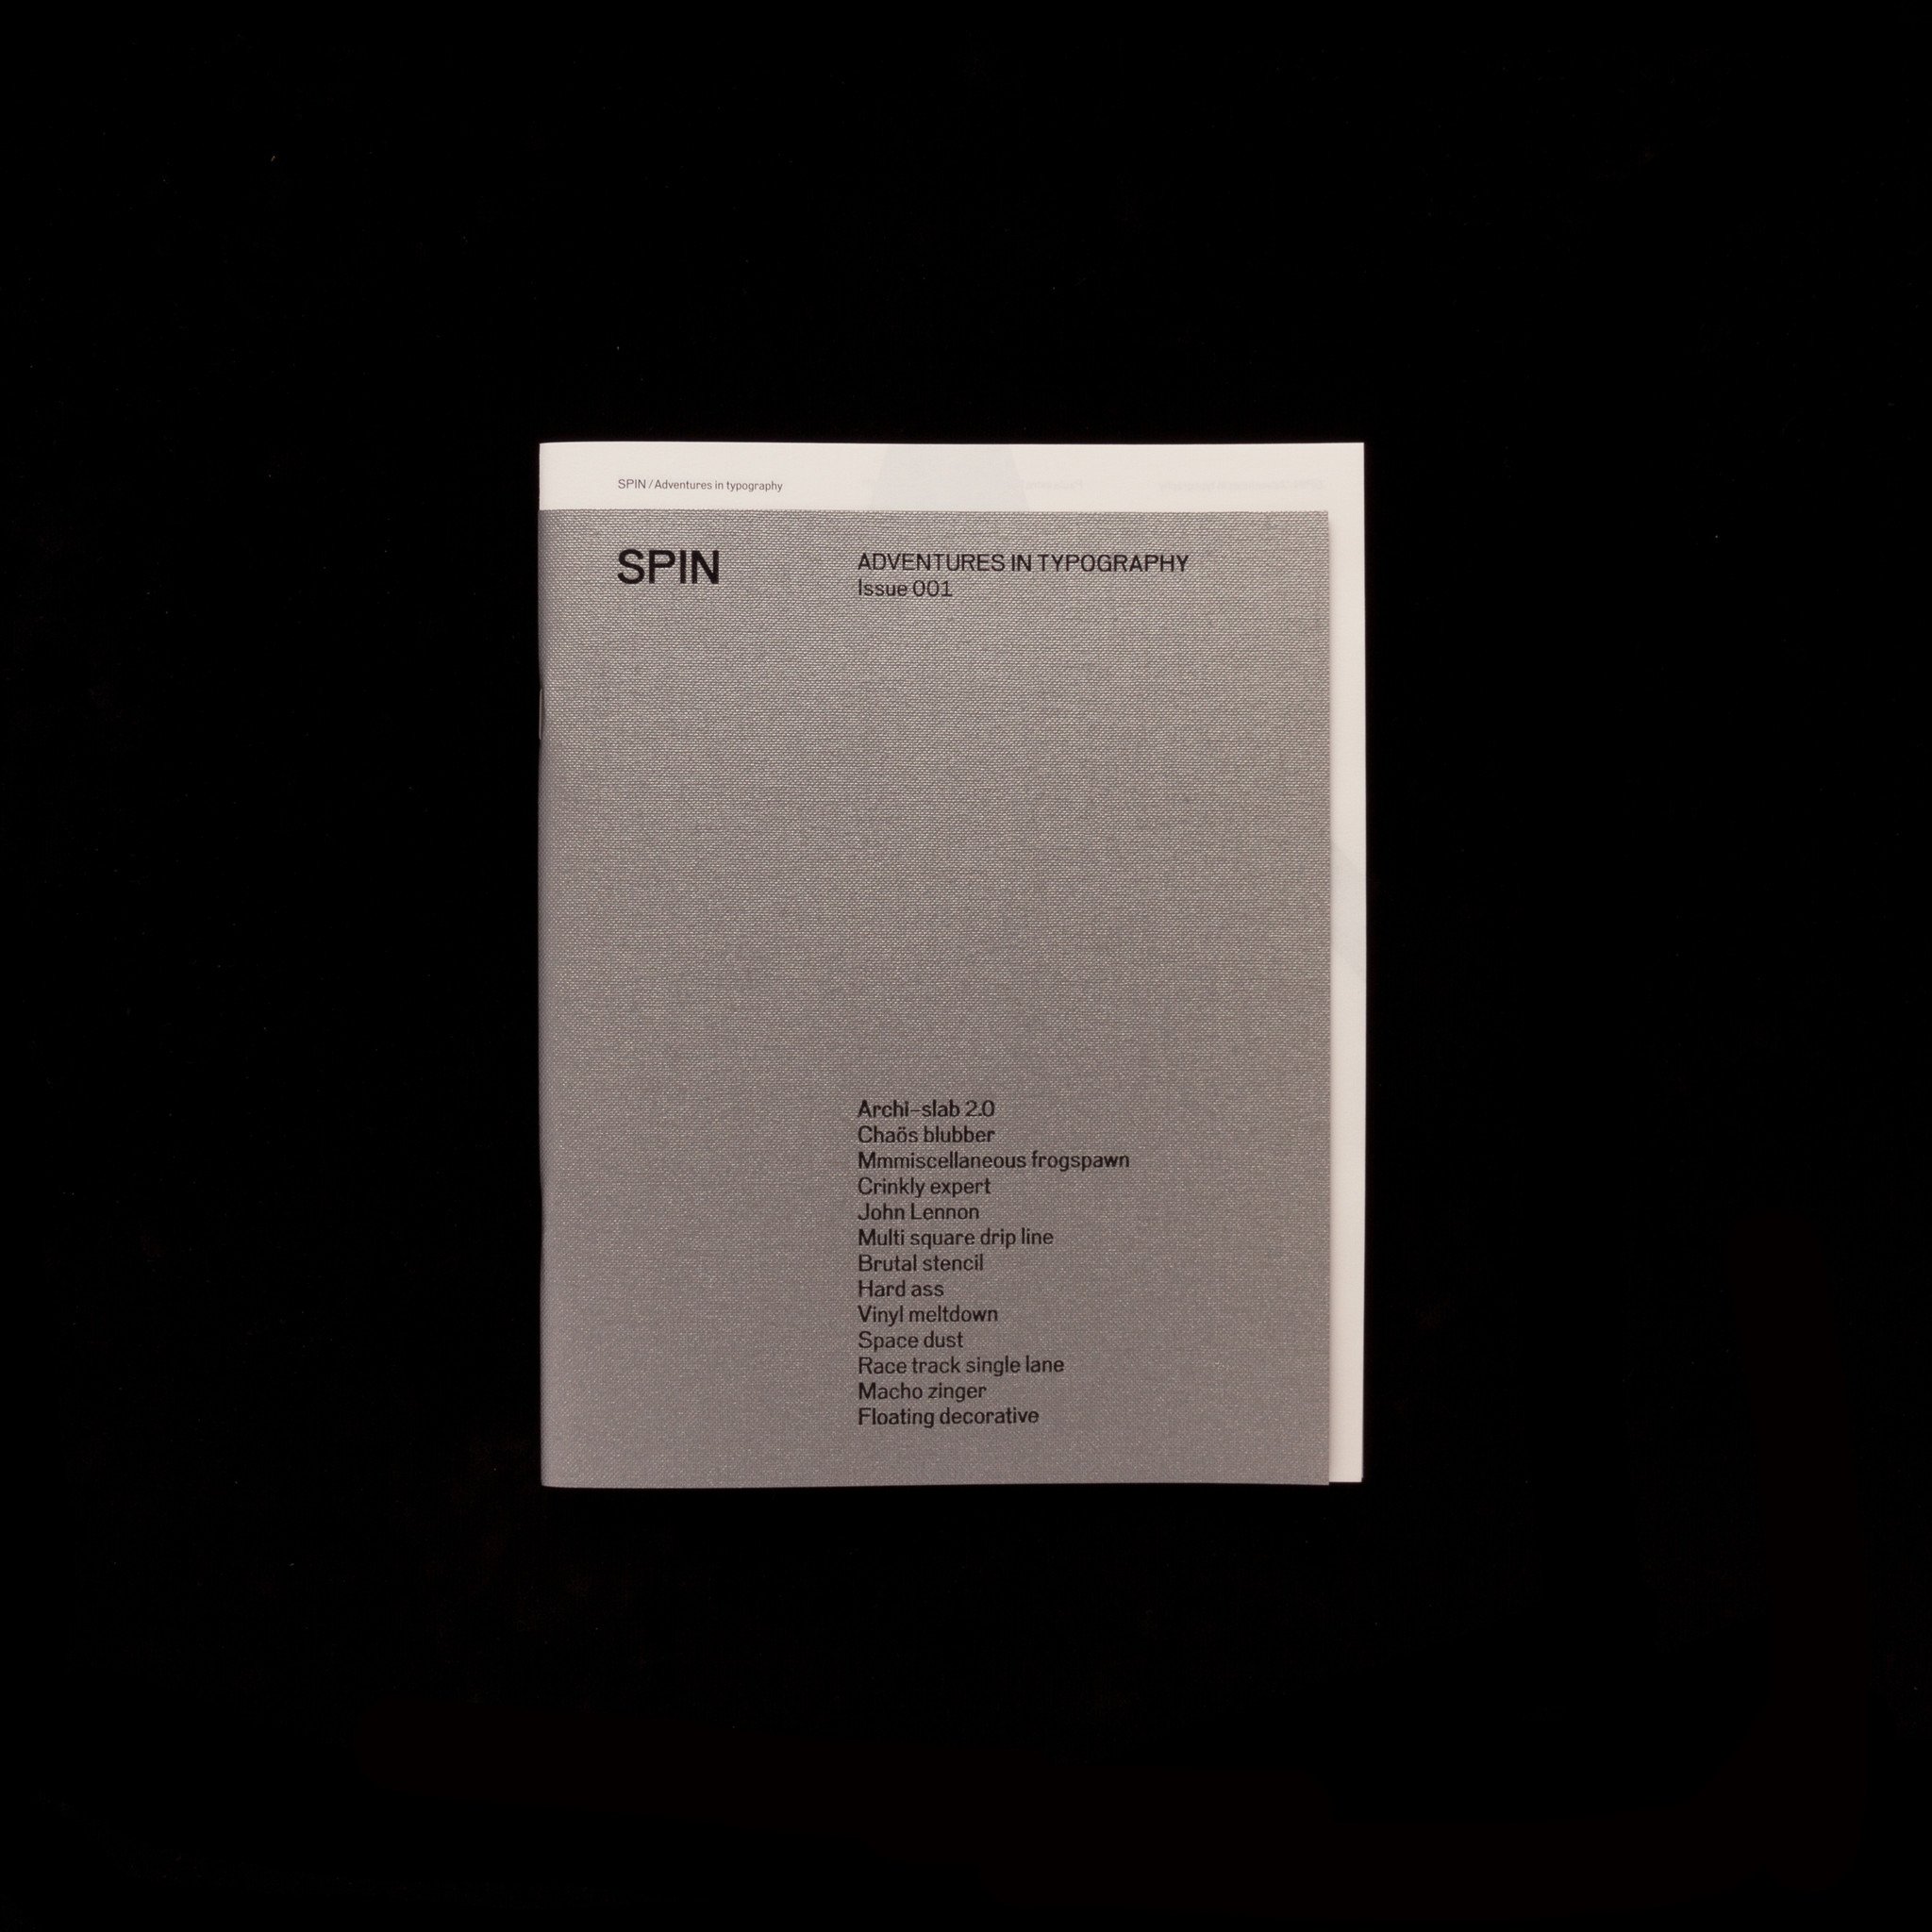 SPIN / Adventures in typography
SPIN
ADVENTURES IN TYPOGRAPHY
Issue 001
Archi–slab 2.0
Chaös blubber
Mmmiscellaneous frogspawn
Crinkly expert
John Lennon
Multi square drip line
Brutal stencil
Hard ass
Vinyl meltdown
Space dust
Race track single lane
Macho zinger
Floating decorative